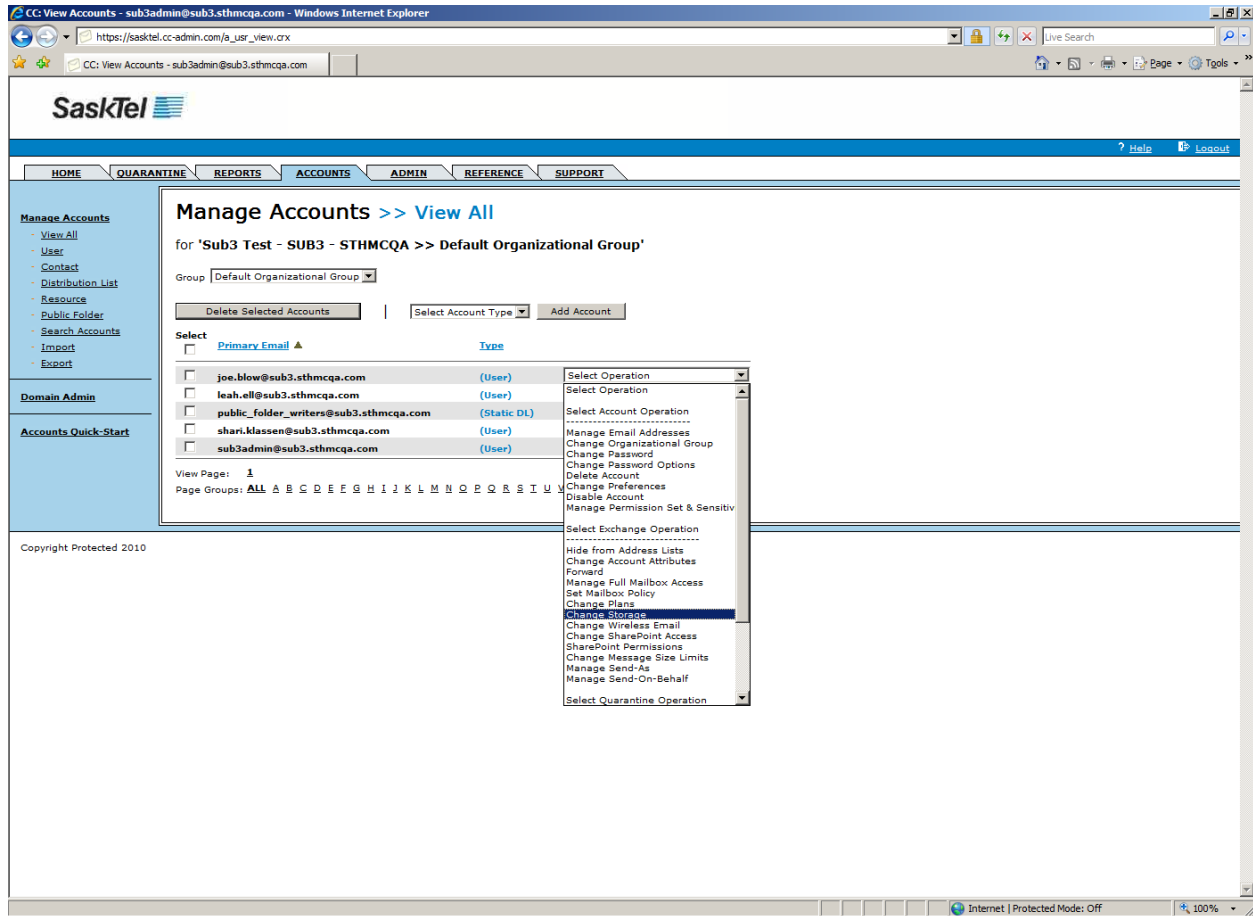 CC: View Accounts - sub3admin@sub3.sthmcqa.com - Windows Internet Explorer
https://sasktel.cc-admin.com/a_usr_view.crx
Live Search
CC: View Accounts - sub3admin@sub3.sthmcqa.com
Page
Tools
SaskTel
? Help
Logout
HOME QUARANTINE REPORTS ACCOUNTS ADMIN REFERENCE SUPPORT
Manage Accounts
- View All
- User
- Contact
- Distribution List
- Resource
- Public Folder
- Search Accounts
- Import
- Export
Domain Admin
Accounts Quick-Start
Manage Accounts >> View All
for 'Sub3 Test - SUB3 - STHMCQA >> Default Organizational Group'
Group Default Organizational Group
Delete Selected Accounts | Select Account Type Add Account
Select Primary Email Type
joe.blow@sub3.sthmcqa.com (User) Select Operation
leah.ell@sub3.sthmcqa.com (User)
public_folder_writers@sub3.sthmcqa.com (Static DL)
shari.klassen@sub3.sthmcqa.com (User)
sub3admin@sub3.sthmcqa.com (User)
View Page: 1
Page Groups: ALL A B C D E F G H I J K L M N O P Q R S T U V
Select Operation
Select Account Operation
----------------------------
Manage Email Addresses
Change Organizational Group
Change Password
Change Password Options
Delete Account
Change Preferences
Disable Account
Manage Permission Set & Sensitiv
Select Exchange Operation
------------------------------
Hide from Address Lists
Change Account Attributes
Forward
Manage Full Mailbox Access
Set Mailbox Policy
Change Plans
Change Storage
Change Wireless Email
Change SharePoint Access
SharePoint Permissions
Change Message Size Limits
Manage Send-As
Manage Send-On-Behalf
Select Quarantine Operation
Copyright Protected 2010
Internet | Protected Mode: Off
100%